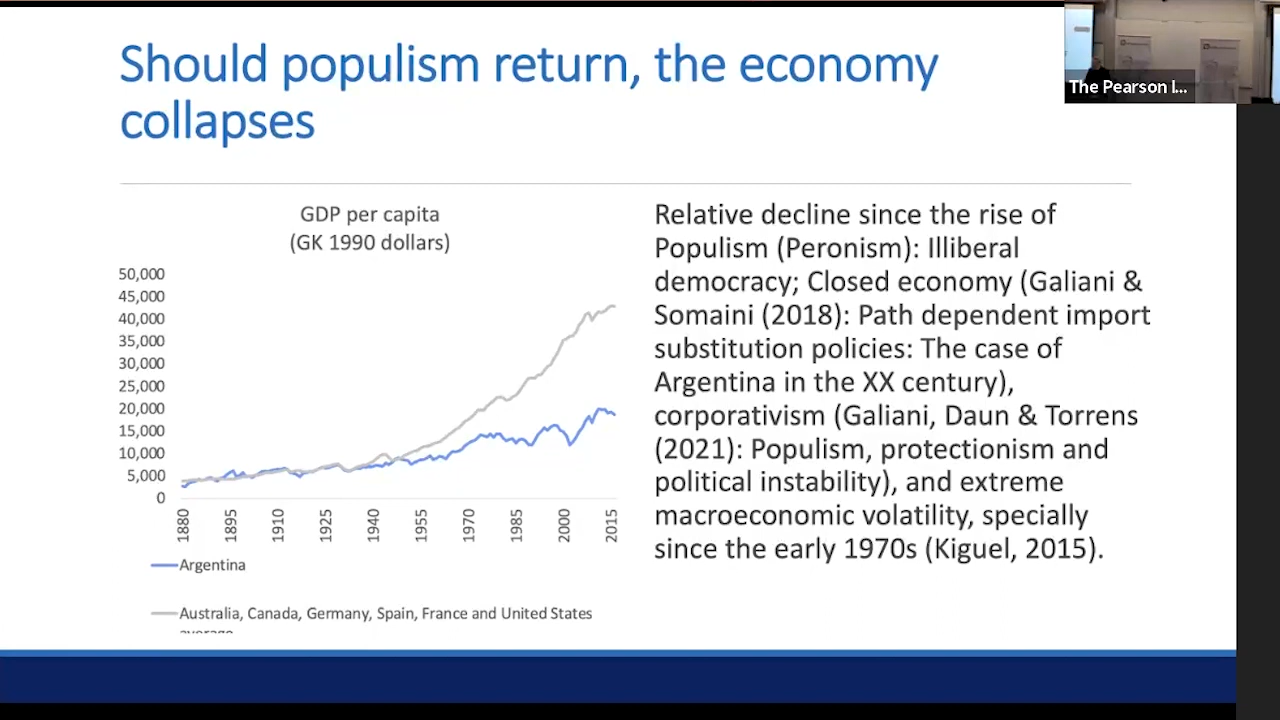 Should populism return, the economy
collapses
The Pearson I...
GDP per capita
(GK 1990 dollars)
50,000
45,000
40,000
35,000
30,000
25,000
20,000
15,000
10,000
5,000
0
1880
1895
1910
1925
1940
1955
1970
1985
2000
2015
Argentina
Australia, Canada, Germany, Spain, France and United States
average
Relative decline since the rise of
Populism (Peronism): Illiberal
democracy; Closed economy (Galiani &
Somaini (2018): Path dependent import
substitution policies: The case of
Argentina in the XX century),
corporativism (Galiani, Daun & Torrens
(2021): Populism, protectionism and
political instability), and extreme
macroeconomic volatility, specially
since the early 1970s (Kiguel, 2015).